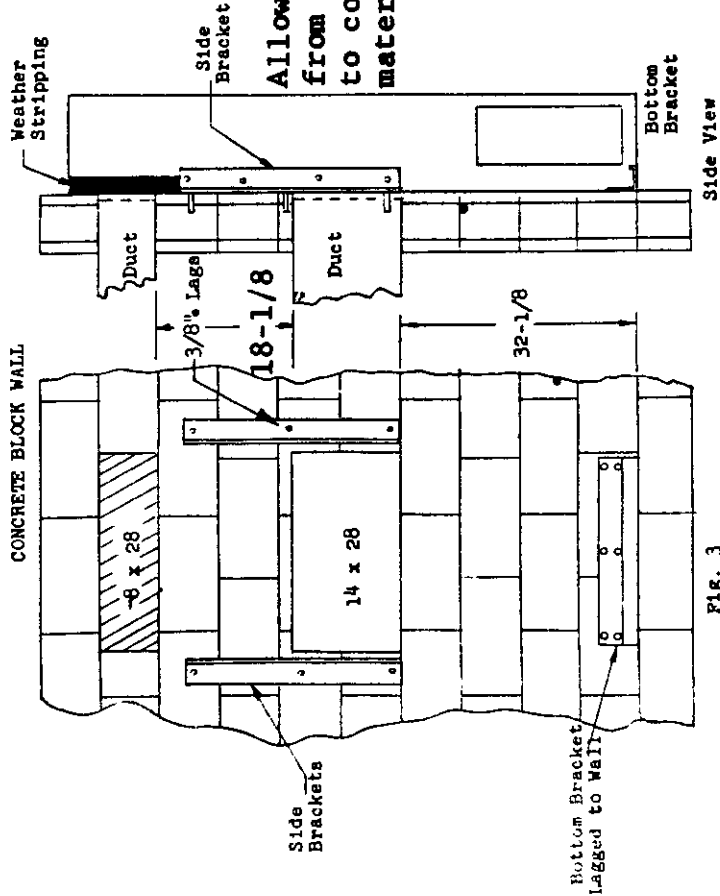 CONCRETE BLOCK WALL
Weather
Stripping
Side
Bracket
Allow
from
to co
mater
Duct
3/8" Lags
18-1/8
Duct
8 x 28
14 x 28
32-1/8
Side
Brackets
Bottom Bracket
Lagged to Wall
Bottom
Bracket
Side View
Fig. 3